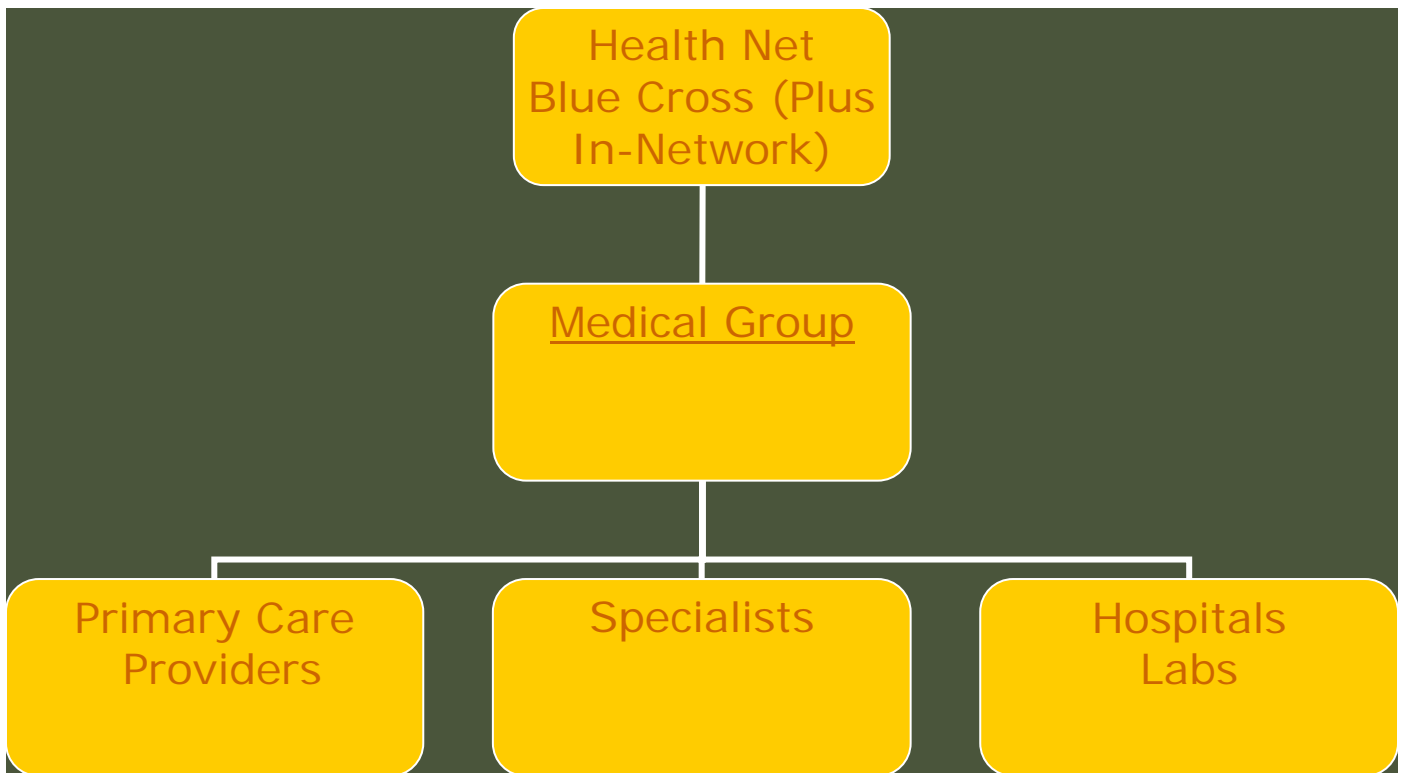 Health Net
Blue Cross (Plus
In-Network)
Medical Group
Primary Care
Providers
Specialists
Hospitals
Labs